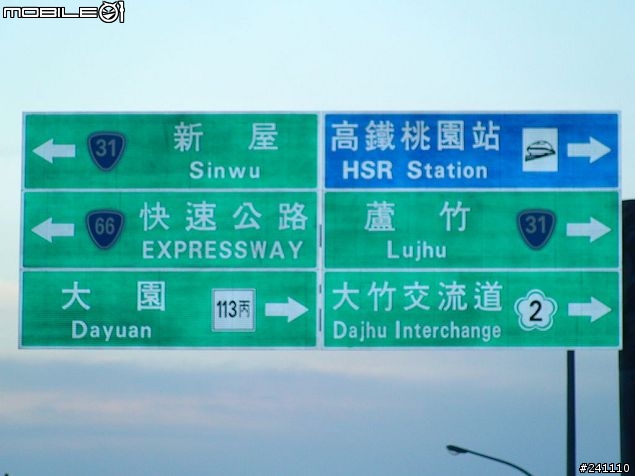 MOBILE01
31
新屋
Sinwu
66
快速公路
EXPRESSWAY
大園
Dayuan
113丙
高鐵桃園站
HSR Station
蘆竹
Lujhu
31
大竹交流道
Dajhu Interchange
2
#241110